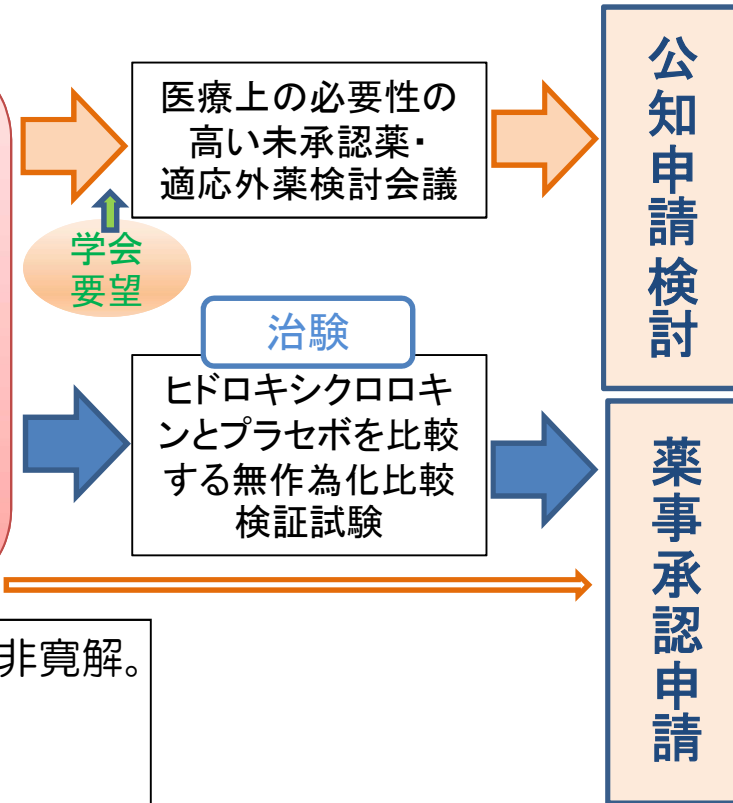 医療上の必要性の
高い未承認薬・
適応外薬検討会議
公知申請検討
学会
要望
治験
ヒドロキシクロロキ
ンとプラセボを比較
する無作為化比較
検証試験
薬事承認申請
非寛解。